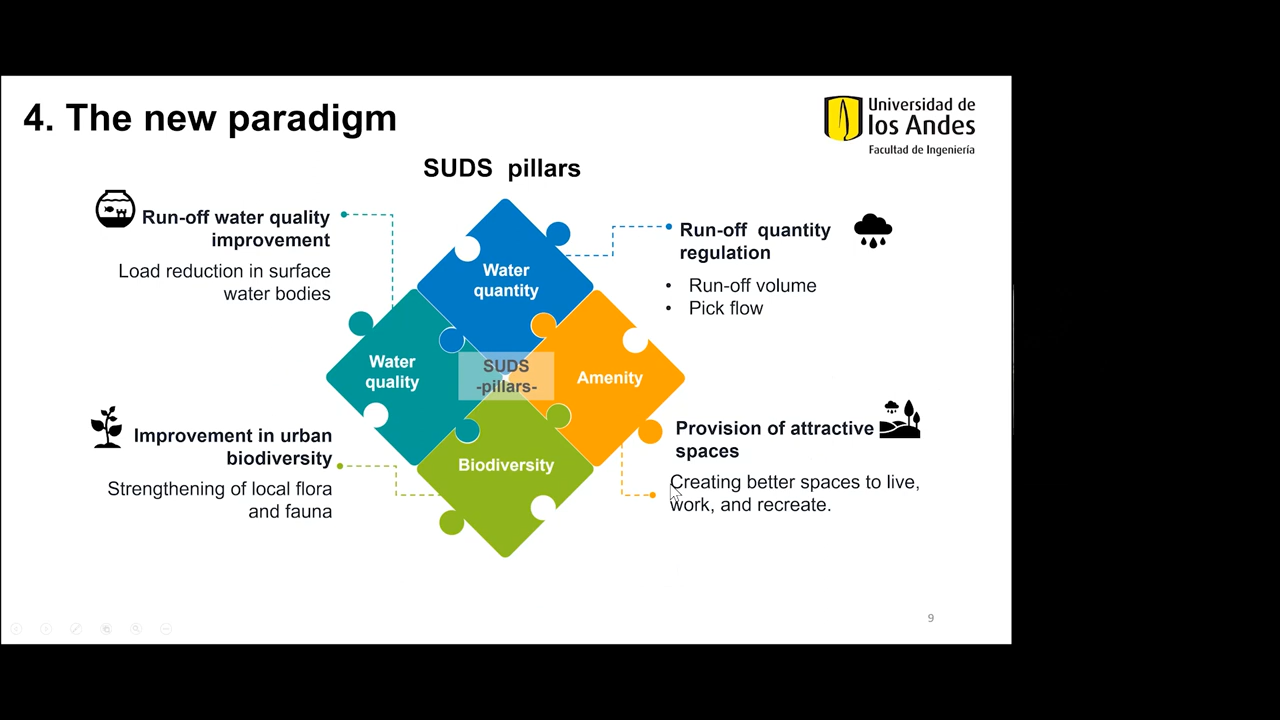 4. The new paradigm
Universidad de
los Andes
Facultad de Ingeniería
SUDS pillars
Run-off water quality
improvement
Load reduction in surface
water bodies
Run-off quantity
regulation
• Run-off volume
• Pick flow
Water
quantity
Water
quality
SUDS
-pillars-
Amenity
Biodiversity
Improvement in urban
biodiversity
Strengthening of local flora
and fauna
Provision of attractive
spaces
Creating better spaces to live,
work, and recreate.
9